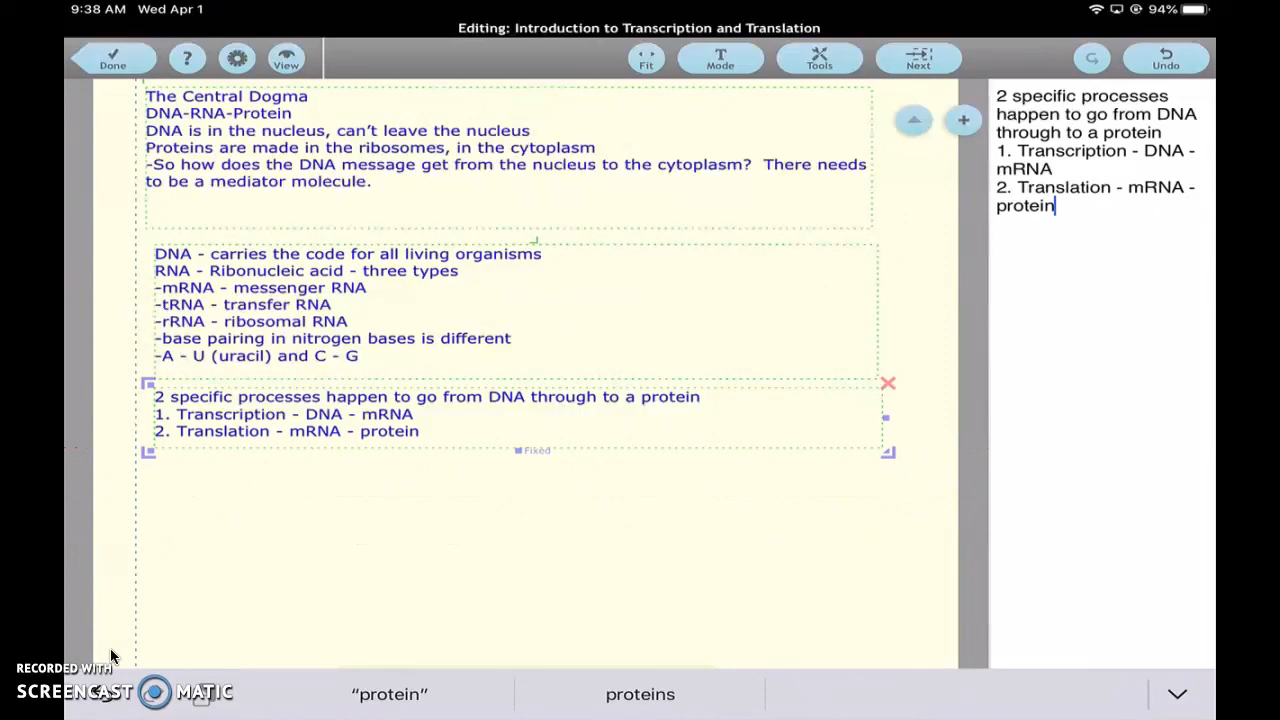 9:38 AM Wed Apr 1
94%
Editing: Introduction to Transcription and Translation
Done
?
View
Fit
Mode
Tools
Next
Undo
The Central Dogma
DNA-RNA-Protein
DNA is in the nucleus, can't leave the nucleus
Proteins are made in the ribosomes, in the cytoplasm
-So how does the DNA message get from the nucleus to the cytoplasm? There needs
to be a mediator molecule.
DNA - carries the code for all living organisms
RNA - Ribonucleic acid - three types
-mRNA - messenger RNA
-tRNA - transfer RNA
-rRNA - ribosomal RNA
-base pairing in nitrogen bases is different
-A - U (uracil) and C - G
2 specific processes happen to go from DNA through to a protein
1. Transcription - DNA - mRNA
2. Translation - mRNA - protein
Fixed
2 specific processes
happen to go from DNA
through to a protein
1. Transcription - DNA -
mRNA
2. Translation - mRNA -
protein
RECORDED WITH
SCREENCAST MATIC
"protein"
proteins